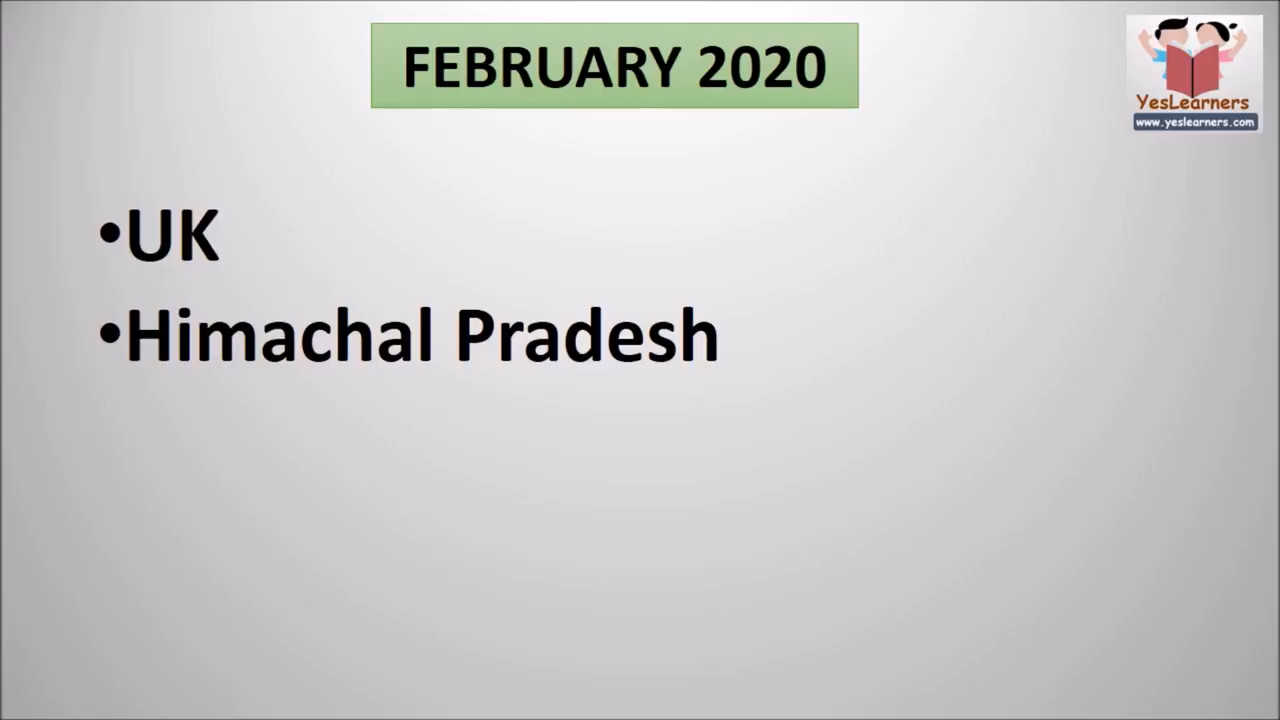 FEBRUARY 2020
YesLearners
www.yeslearners.com
•UK
•Himachal Pradesh